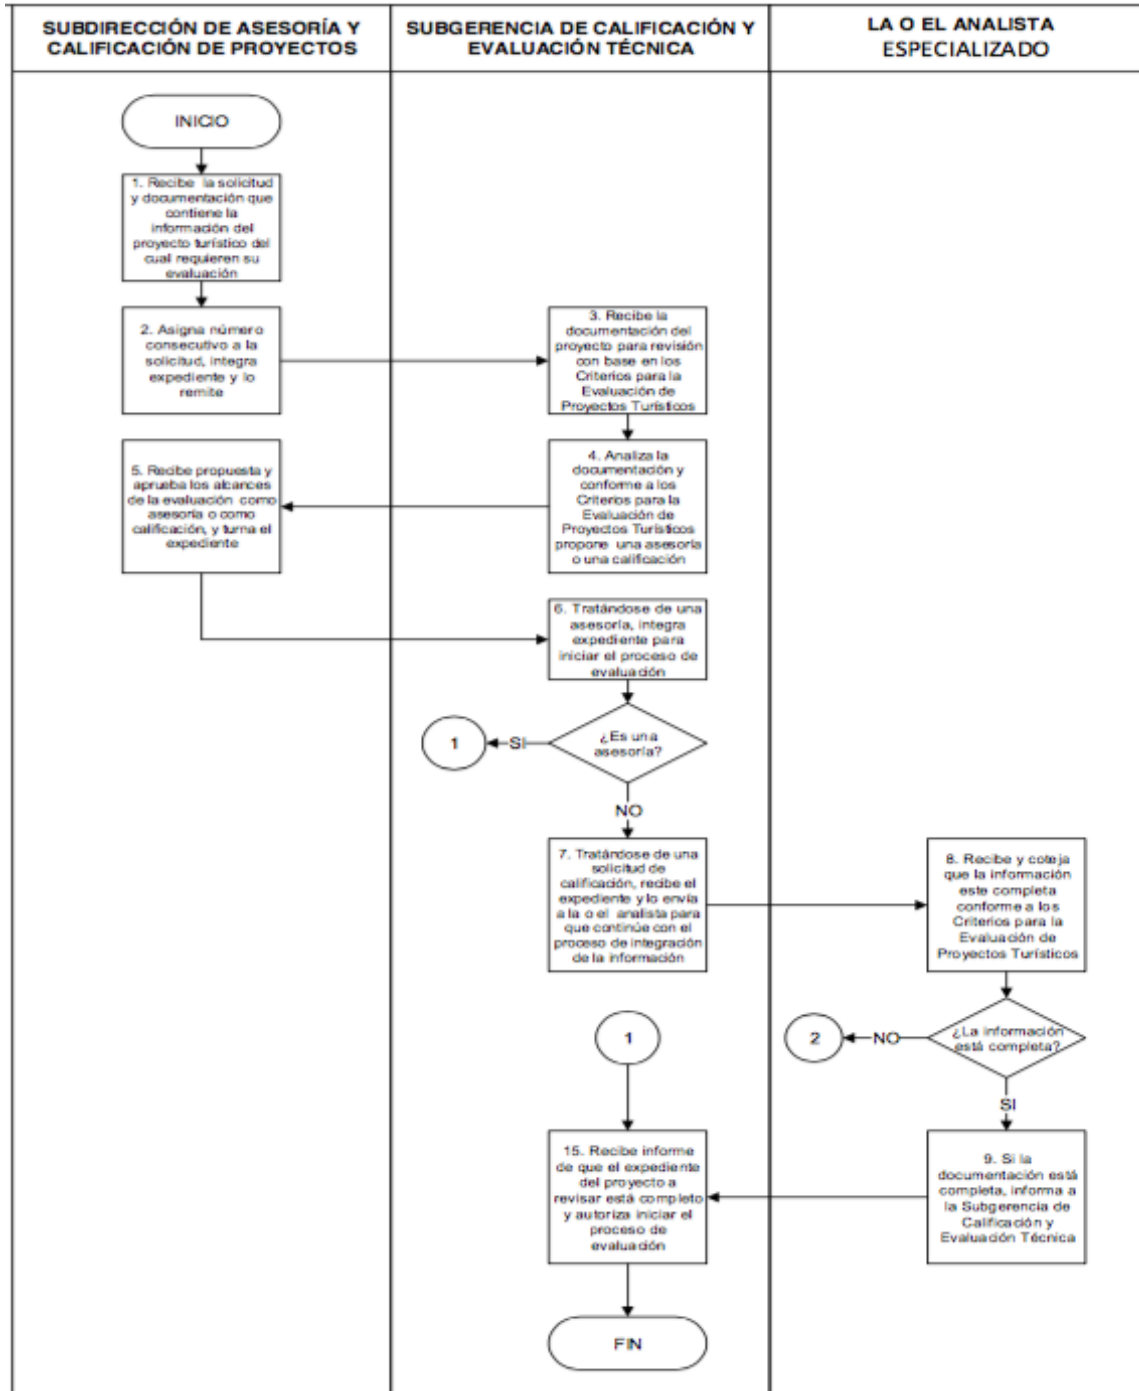 SUBDIRECCIÓN DE ASESORÍA Y
CALIFICACIÓN DE PROYECTOS
SUBGERENCIA DE CALIFICACIÓN Y
EVALUACIÓN TÉCNICA
LA O EL ANALISTA
ESPECIALIZADO
INICIO
1. Recibe la solicitud
y documentación que
contiene la
información del
proyecto turístico del
cual requieren su
evaluación
2. Asigna número
consecutivo a la
solicitud, integra
expediente y lo
remite
3. Recibe la
documentación del
proyecto para revisión
con base en los
Criterios para la
Evaluación de
Proyectos Turísticos
4. Analiza la
documentación y
conforme a los
Criterios para la
Evaluación de
Proyectos Turísticos
propone una asesoría
o una calificación
5. Recibe propuesta y
aprueba los alcances
de la evaluación como
asesoría o como
calificación, y turna el
expediente
6. Tratándose de una
asesoría, integra
expediente para
iniciar el proceso de
evaluación
¿Es una
asesoría?
SI
1
NO
7. Tratándose de una
solicitud de
calificación, recibe el
expediente y lo envía
a la o el analista para
que continúe con el
proceso de integración
de la información
8. Recibe y coteja
que la información
este completa
conforme a los
Criterios para la
Evaluación de
Proyectos Turísticos
¿La información
está completa?
NO
2
SI
9. Si la
documentación está
completa, informa a
la Subgerencia de
Calificación y
Evaluación Técnica
1
15. Recibe informe
de que el expediente
del proyecto a
revisar está completo
y autoriza iniciar el
proceso de
evaluación
FIN